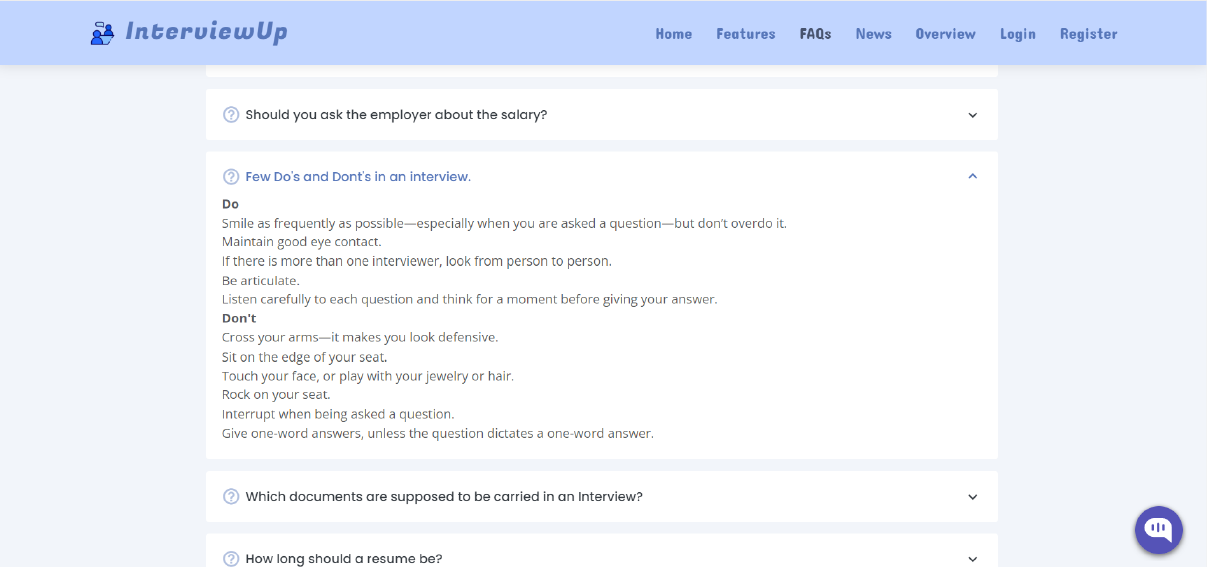 InterviewUp
Home Features FAQs News Overview Login Register
Should you ask the employer about the salary?
Few Do's and Dont's in an interview.
Do
Smile as frequently as possible—especially when you are asked a question—but don’t overdo it.
Maintain good eye contact.
If there is more than one interviewer, look from person to person.
Be articulate.
Listen carefully to each question and think for a moment before giving your answer.
Don't
Cross your arms—it makes you look defensive.
Sit on the edge of your seat.
Touch your face, or play with your jewelry or hair.
Rock on your seat.
Interrupt when being asked a question.
Give one-word answers, unless the question dictates a one-word answer.
Which documents are supposed to be carried in an Interview?
How long should a resume be?